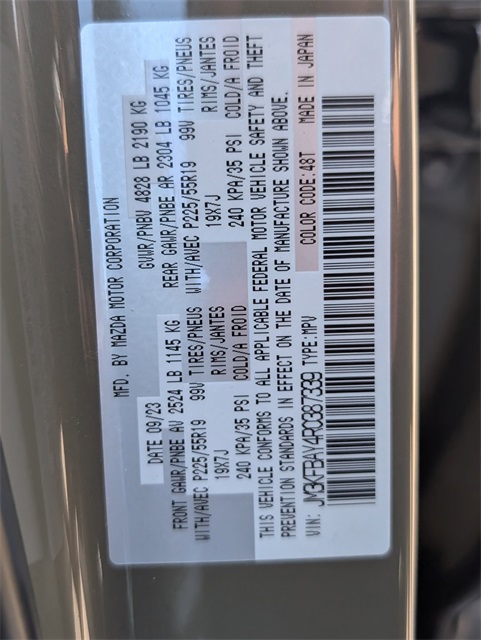 MFD. BY MAZDA MOTOR CORPORATION
DATE 09/23 GVWR/PNBV 4828 LB 2190 KG
FRONT GAWR/PNBE AV 2524 LB 1145 KG REAR GAWR/PNBE AR 2304 LB 1045 KG
WITH/AVEC P225/55R19 99V TIRES/PNEUS WITH/AVEC P225/55R19 99V TIRES/PNEUS
19X7J RIMS/JANTES 19X7J RIMS/JANTES
240 KPA/35 PSI COLD/A FROID 240 KPA/35 PSI COLD/A FROID
THIS VEHICLE CONFORMS TO ALL APPLICABLE FEDERAL MOTOR VEHICLE SAFETY AND THEFT
PREVENTION STANDARDS IN EFFECT ON THE DATE OF MANUFACTURE SHOWN ABOVE.
VIN: JM3KFBAY4R0387339 TYPE:MPV COLOR CODE:48T MADE IN JAPAN